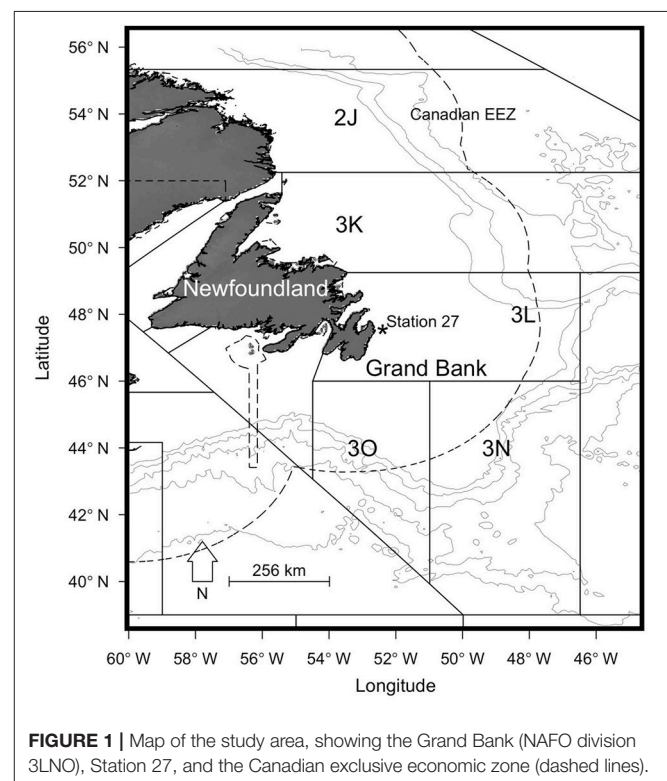 56° N
54° N
52° N
50° N
48° N
46° N
44° N
42° N
40° N
Latitude
2J
Canadian EEZ
3K
Newfoundland
3L
Station 27
*
Grand Bank
3O
3N
256 km
N
60° W 58° W 56° W 54° W 52° W 50° W 48° W 46° W
Longitude
FIGURE 1 | Map of the study area, showing the Grand Bank (NAFO division
3LNO), Station 27, and the Canadian exclusive economic zone (dashed lines).